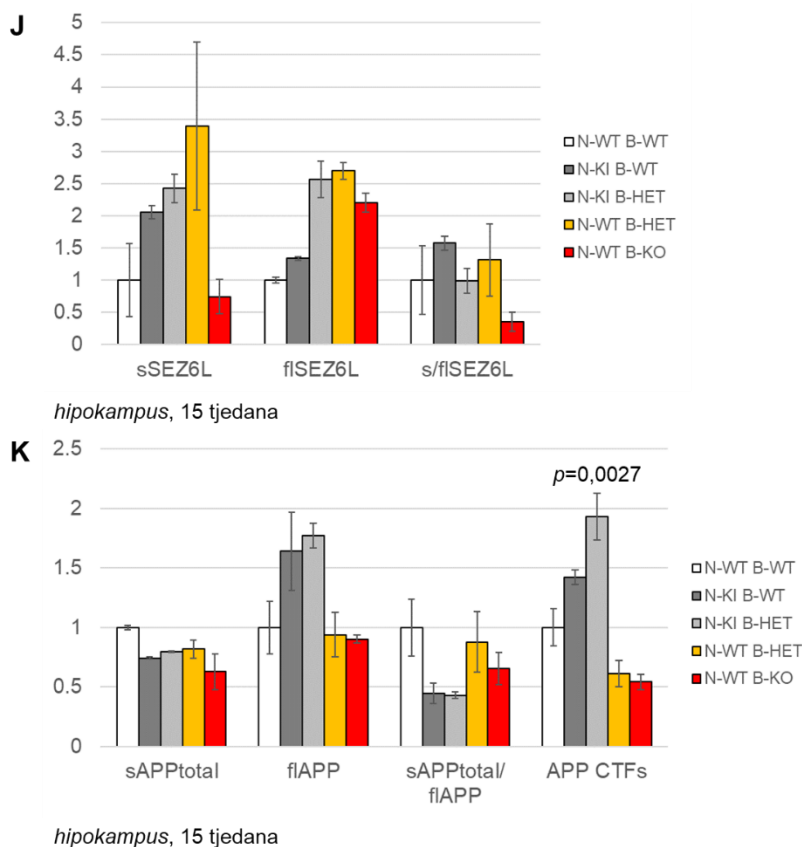 J
5
4.5
4
3.5
3
2.5
2
1.5
1
0.5
0
sSEZ6L flSEZ6L s/flSEZ6L
N-WT B-WT
N-KI B-WT
N-KI B-HET
N-WT B-HET
N-WT B-KO
hipokampus, 15 tjedana
K
2.5
2
1.5
1
0.5
0
p=0,0027
sAPPtotal flAPP sAPPtotal/ APP CTFs
flAPP
N-WT B-WT
N-KI B-WT
N-KI B-HET
N-WT B-HET
N-WT B-KO
hipokampus, 15 tjedana